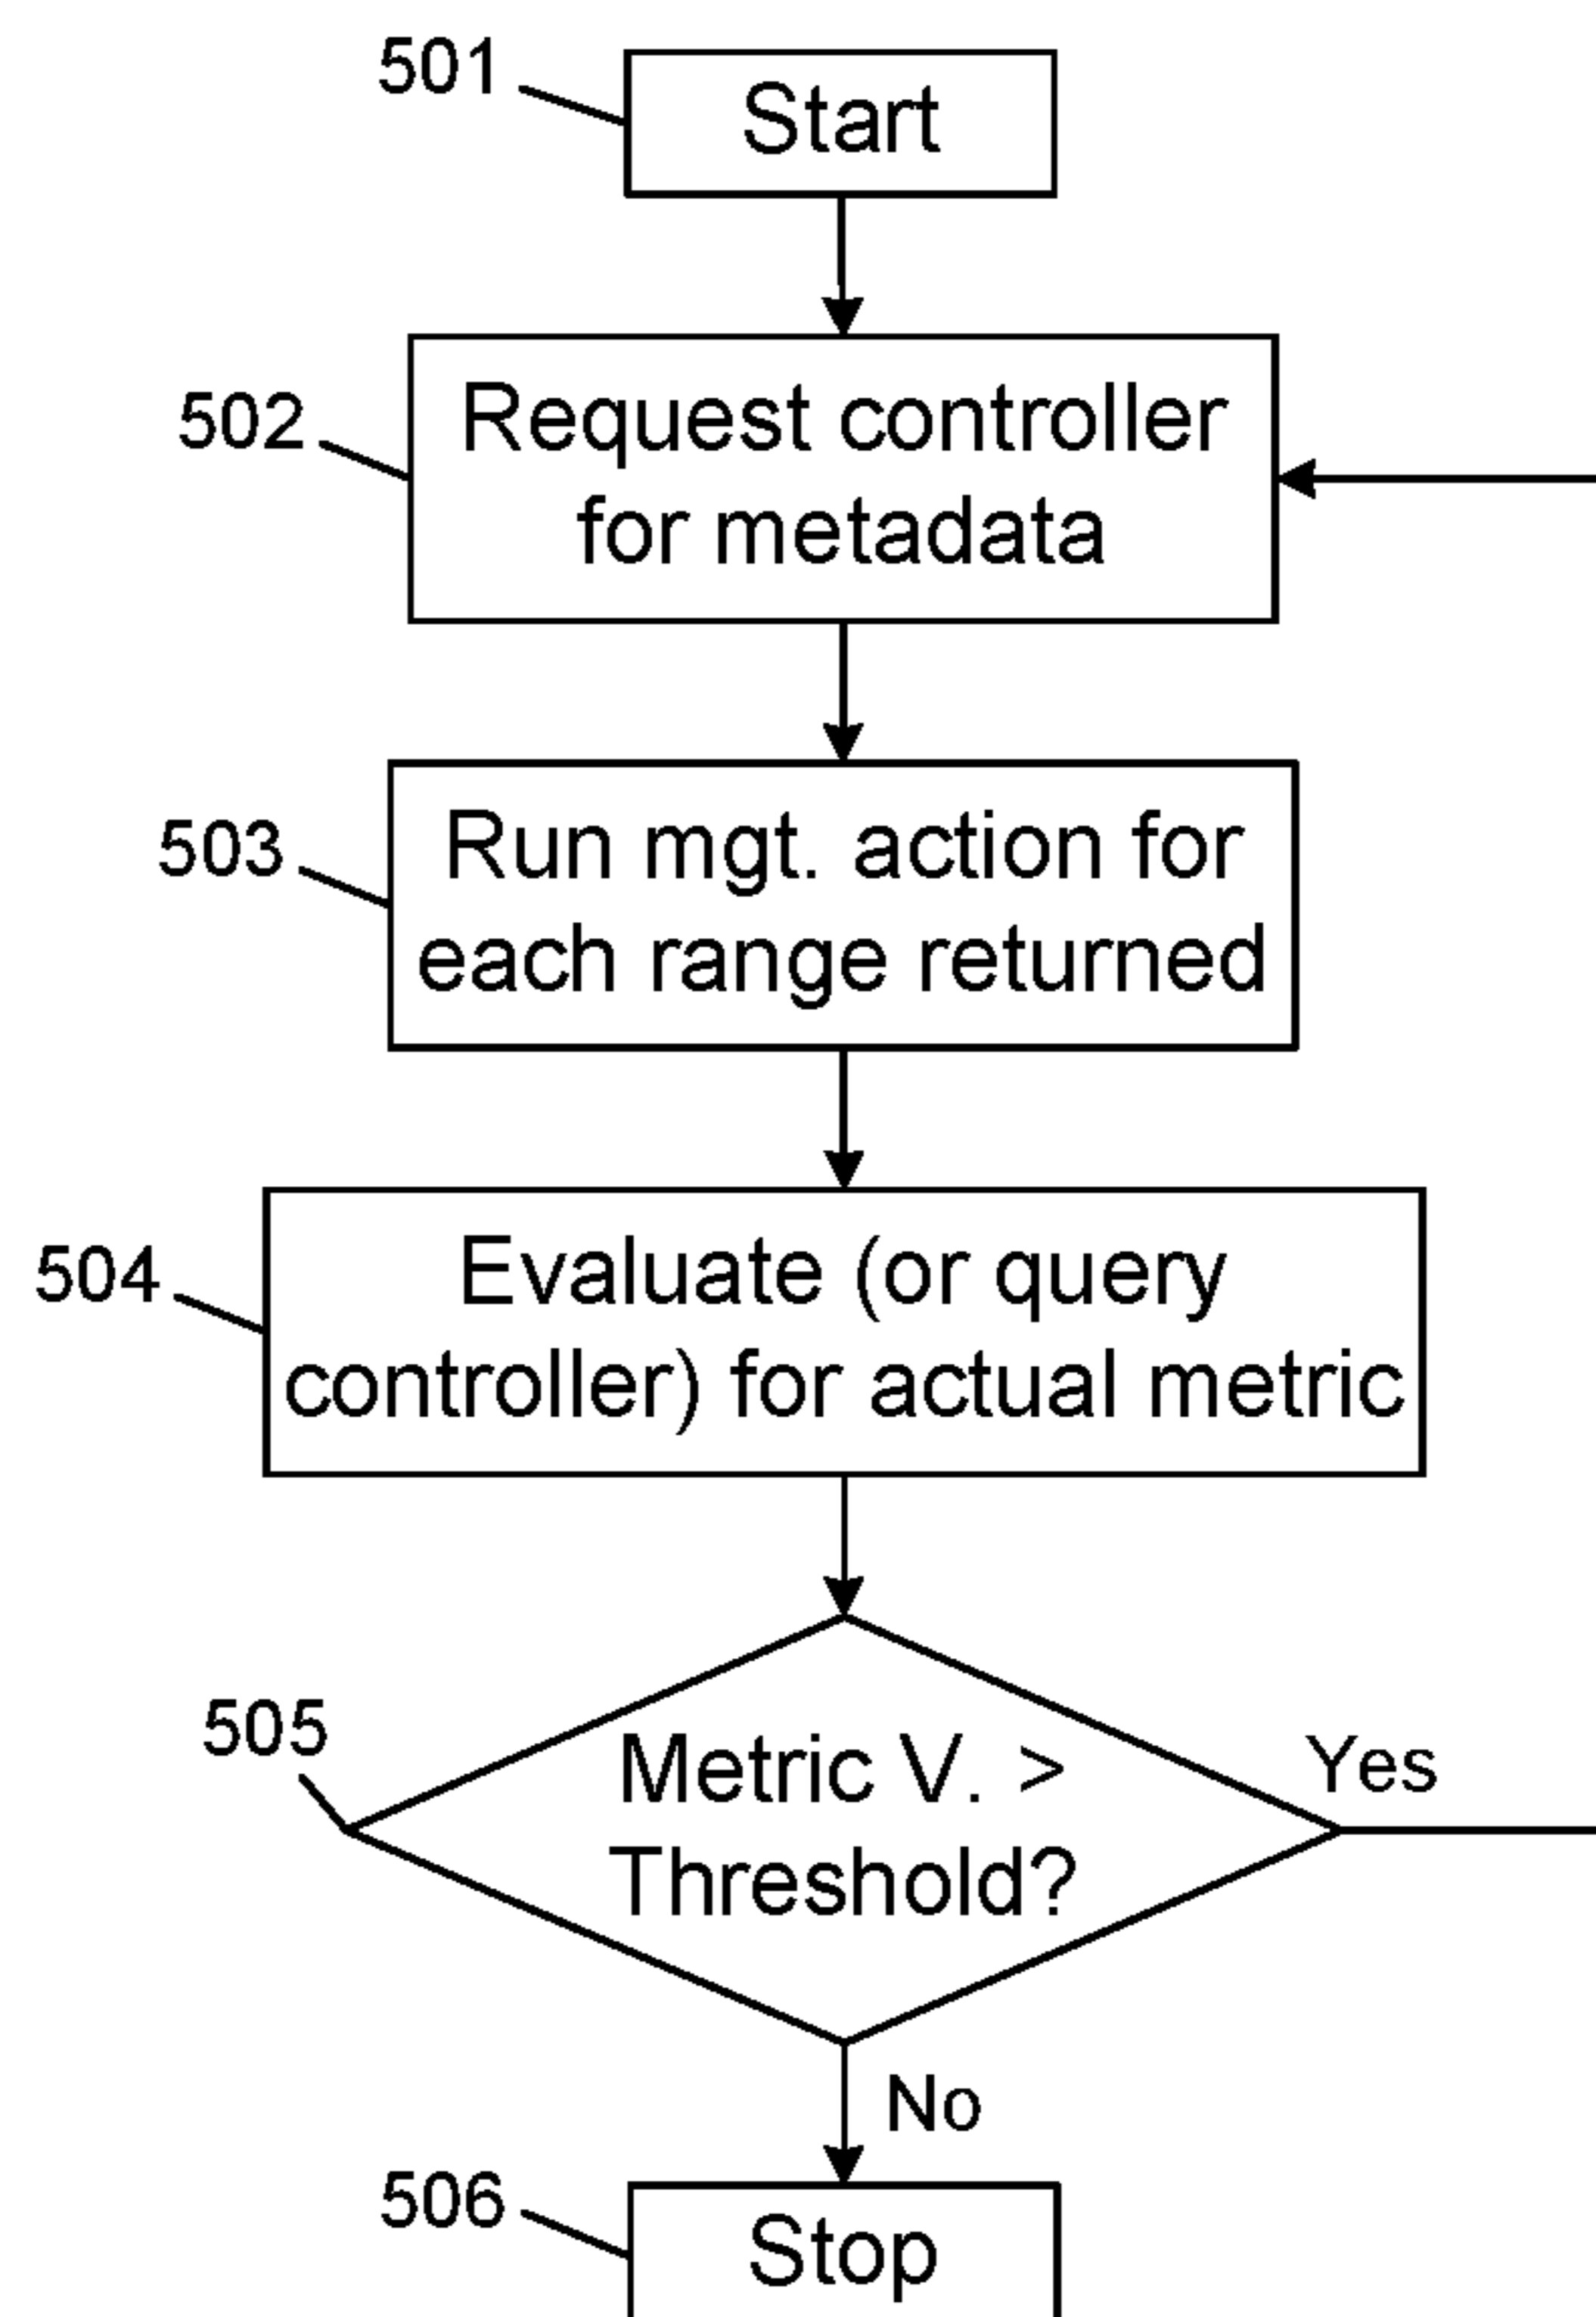 501
Start
502
Request controller
for metadata
503
Run mgt. action for
each range returned
504
Evaluate (or query
controller) for actual metric
505
Metric V. >
Threshold?
Yes
No
506
Stop